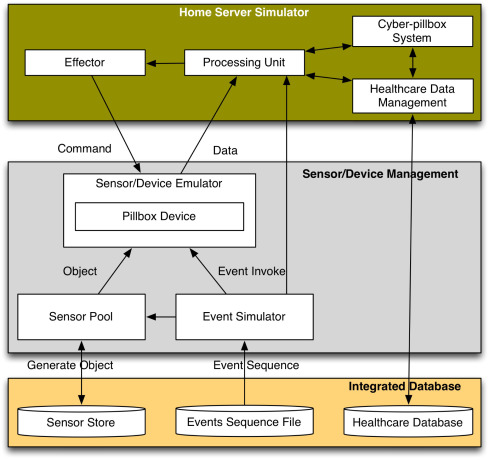 Home Server Simulator
Cyber-pillbox
System
Effector
Processing Unit
Healthcare Data
Management
Command
Data
Sensor/Device Management
Sensor/Device Emulator
Pillbox Device
Object
Event Invoke
Sensor Pool
Event Simulator
Generate Object
Event Sequence
Integrated Database
Sensor Store
Events Sequence File
Healthcare Database